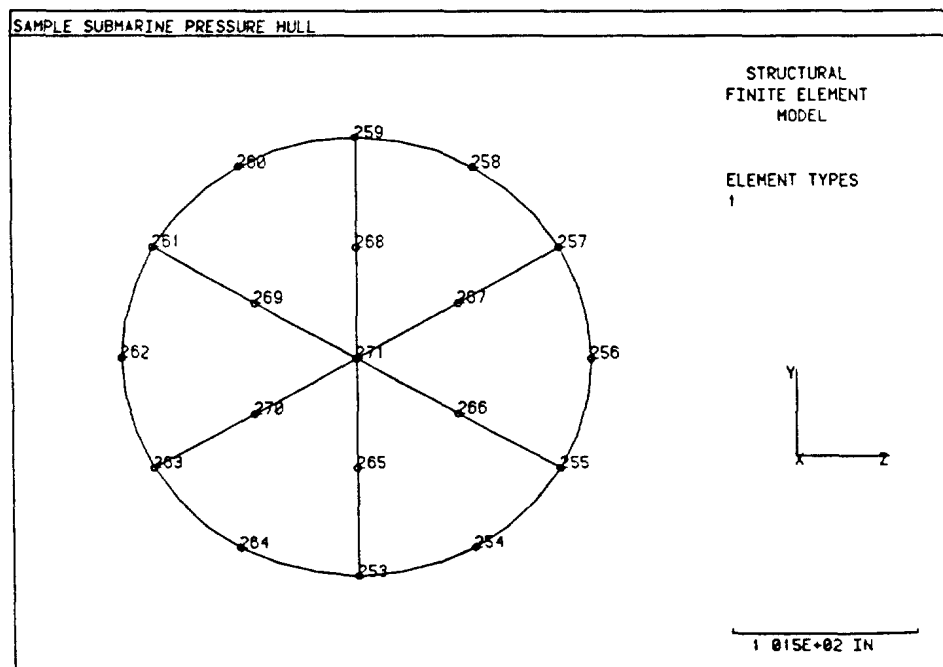 SAMPLE SUBMARINE PRESSURE HULL
STRUCTURAL
FINITE ELEMENT
MODEL
ELEMENT TYPES
1
259
260
258
261
268
257
269
267
262
271
256
270
266
263
265
255
264
254
253
Y
X Z
1 015E+02 IN